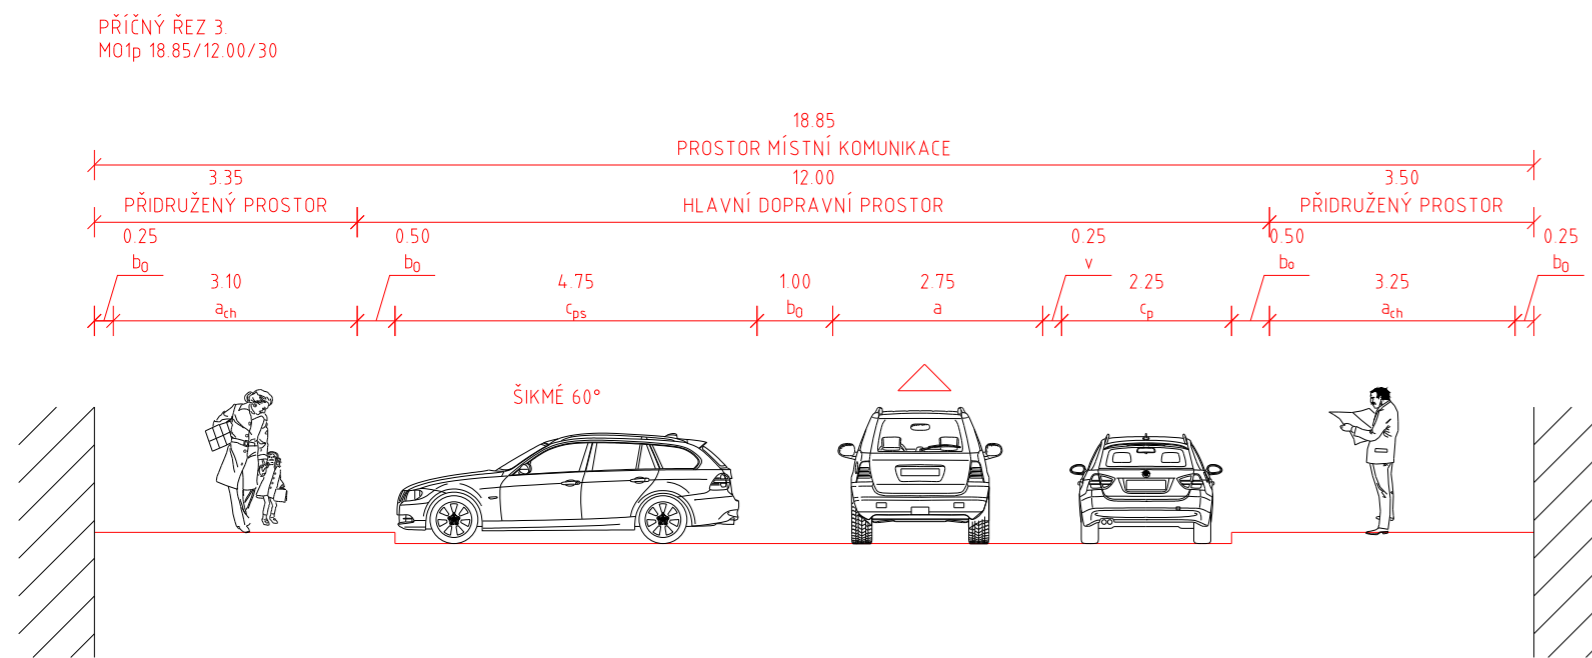 PŘÍČNÝ ŘEZ 3.
MO1p 18.85/12.00/30
18.85
PROSTOR MÍSTNÍ KOMUNIKACE
3.35 12.00 3.50
PŘIDRUŽENÝ PROSTOR HLAVNÍ DOPRAVNÍ PROSTOR PŘIDRUŽENÝ PROSTOR
0.25 0.50 0.25 0.50 0.25
b0 b0 v b0 b0
3.10 4.75 1.00 2.75 2.25 3.25
ach cps b0 a cp ach
ŠIKMÉ 60°